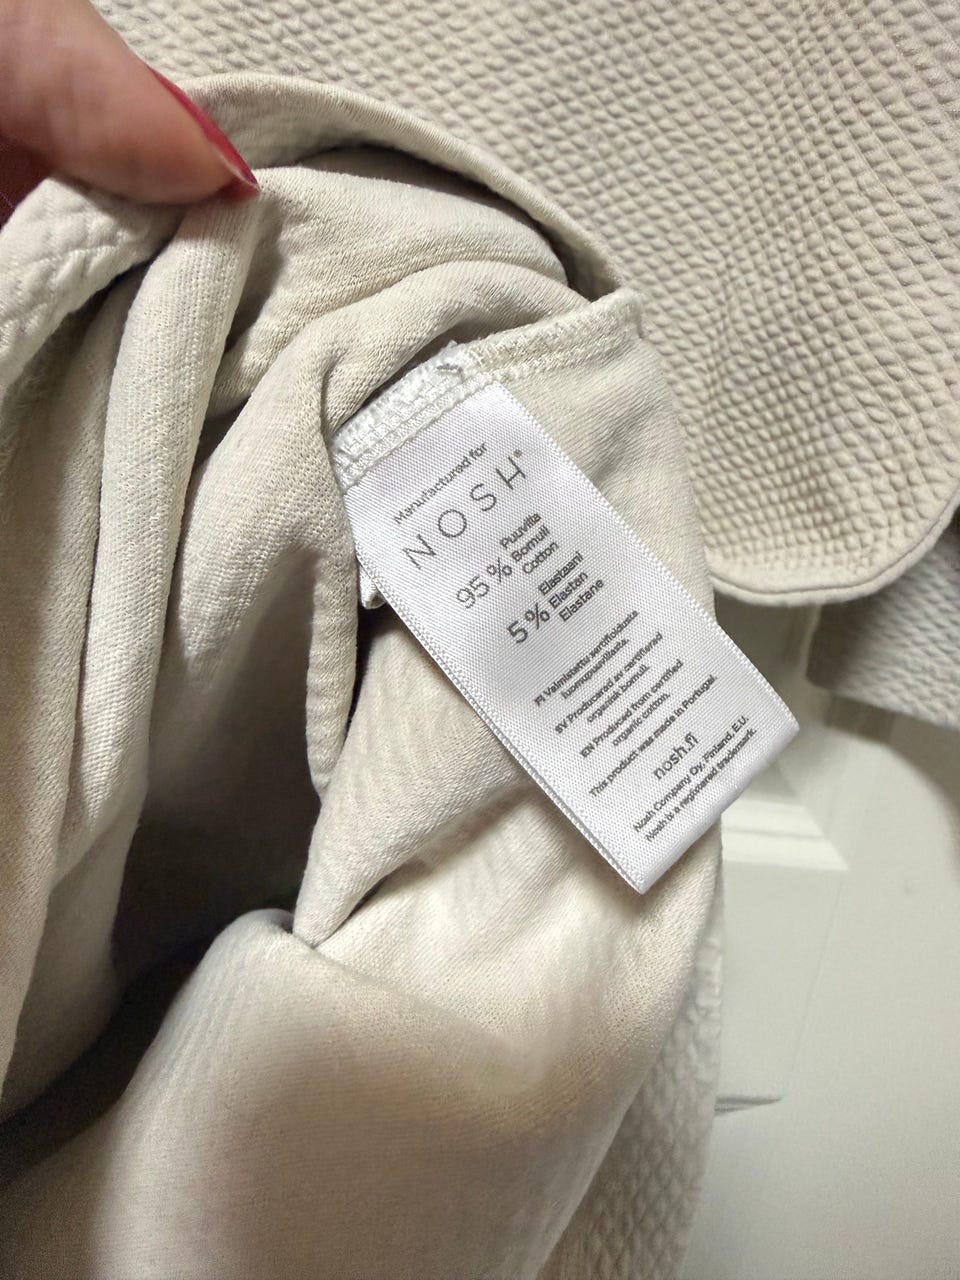 Manufactured for
NOSH®
95 % Puuvilla
Bomull
Cotton
5 % Elastaani
Elastan
Elastane
FI Valmistettu sertifioidusta
luomupuuvillasta.
SV Producerad av certifierad
organisk bomull.
EN Produced from certified
organic cotton.
This product was made in Portugal.
nosh.fi
Nosh Company Oy, Finland, E.U.
Nosh is a registered trademark